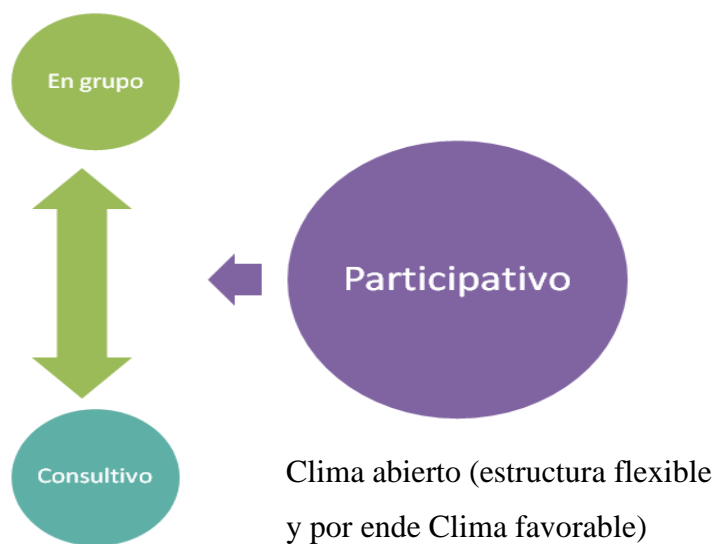 En grupo
Participativo
Consultivo
Clima abierto (estructura flexible
y por ende Clima favorable)